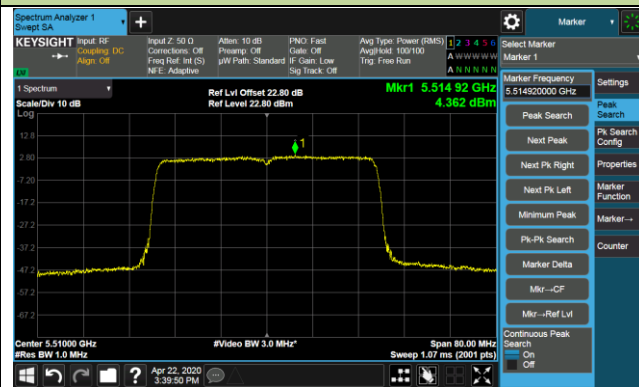 Spectrum Analyzer 1
Swept SA
+
Marker
KEYSIGHT
Input: RF
Coupling: DC
Align: Off
Input Z: 50 Ω
Corrections: Off
Freq Ref: Int (S)
NFE: Adaptive
Atten: 10 dB
Preamp: Off
µW Path: Standard
PNO: Fast
Gate: Off
IF Gain: Low
Sig Track: Off
Avg Type: Power (RMS)
Avg|Hold: 100/100
Trig: Free Run
1 2 3 4 5 6
A W W W W W
A N N N N N
Select Marker
Marker 1
LXI
1 Spectrum
Scale/Div 10 dB
Log
Ref Lvl Offset 22.80 dB
Ref Level 22.80 dBm
Mkr1 5.514 92 GHz
4.362 dBm
12.8
2.80
-7.20
-17.2
-27.2
-37.2
-47.2
-57.2
-67.2
1
Center 5.51000 GHz
#Res BW 1.0 MHz
#Video BW 3.0 MHz*
Span 80.00 MHz
Sweep 1.07 ms (2001 pts)
Marker Frequency
5.514920000 GHz
Peak Search
Next Peak
Next Pk Right
Next Pk Left
Minimum Peak
Pk-Pk Search
Marker Delta
Mkr→CF
Mkr→Ref Lvl
Continuous Peak
Search
On
Off
Settings
Peak
Search
Pk Search
Config
Properties
Marker
Function
Marker→
Counter
?
Apr 22, 2020
3:39:50 PM